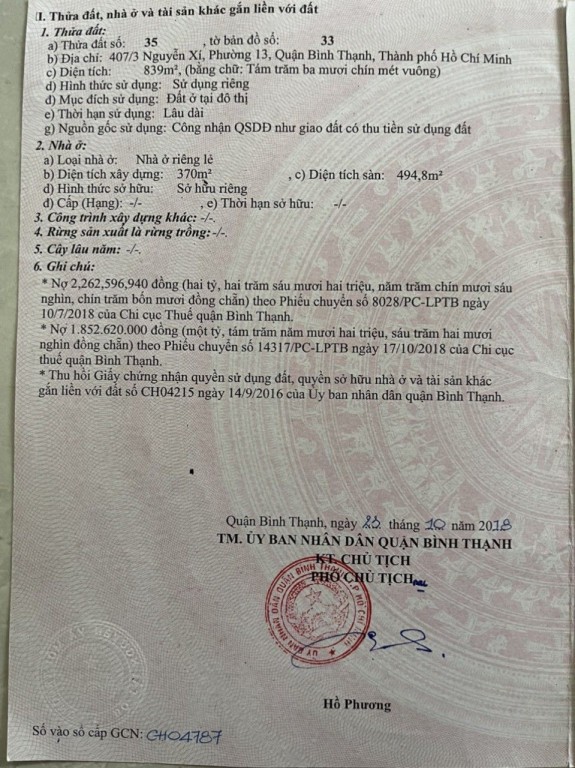 II. Thửa đất, nhà ở và tài sản khác gắn liền với đất
1. Thửa đất:
a) Thửa đất số: 35 , tờ bản đồ số: 33
b) Địa chỉ: 407/3 Nguyễn Xí, Phường 13, Quận Bình Thạnh, Thành phố Hồ Chí Minh
c) Diện tích: 839m², (bằng chữ: Tám trăm ba mươi chín mét vuông)
d) Hình thức sử dụng: Sử dụng riêng
đ) Mục đích sử dụng: Đất ở tại đô thị
e) Thời hạn sử dụng: Lâu dài
g) Nguồn gốc sử dụng: Công nhận QSDĐ như giao đất có thu tiền sử dụng đất
2. Nhà ở:
a) Loại nhà ở: Nhà ở riêng lẻ
b) Diện tích xây dựng: 370m² , c) Diện tích sàn: 494,8m²
d) Hình thức sở hữu: Sở hữu riêng
đ) Cấp (Hạng): -/- , e) Thời hạn sở hữu: -/-
3. Công trình xây dựng khác: -/-.
4. Rừng sản xuất là rừng trồng: -/-.
5. Cây lâu năm: -/-.
6. Ghi chú:
* Nợ 2,262,596,940 đồng (hai tỷ, hai trăm sáu mươi hai triệu, năm trăm chín mươi sáu
nghìn, chín trăm bốn mươi đồng chẵn) theo Phiếu chuyển số 8028/PC-LPTB ngày
10/7/2018 của Chi cục Thuế quận Bình Thạnh.
* Nợ 1.852.620.000 đồng (một tỷ, tám trăm năm mươi hai triệu, sáu trăm hai mươi
nghìn đồng chẵn) theo Phiếu chuyển số 14317/PC-LPTB ngày 17/10/2018 của Chi cục
thuế quận Bình Thạnh.
* Thu hồi Giấy chứng nhận quyền sử dụng đất, quyền sở hữu nhà ở và tài sản khác
gắn liền với đất số CH04215 ngày 14/9/2016 của Ủy ban nhân dân quận Bình Thạnh.
Quận Bình Thạnh, ngày tháng 10 năm 2018
TM. ỦY BAN NHÂN DÂN QUẬN BÌNH THẠNH
KT. CHỦ TỊCH
PHÓ CHỦ TỊCH
ỦY BAN NHÂN DÂN QUẬN BÌNH THẠNH T.P HỒ CHÍ MINH
Hồ Phương
Số vào sổ cấp GCN: CH04787